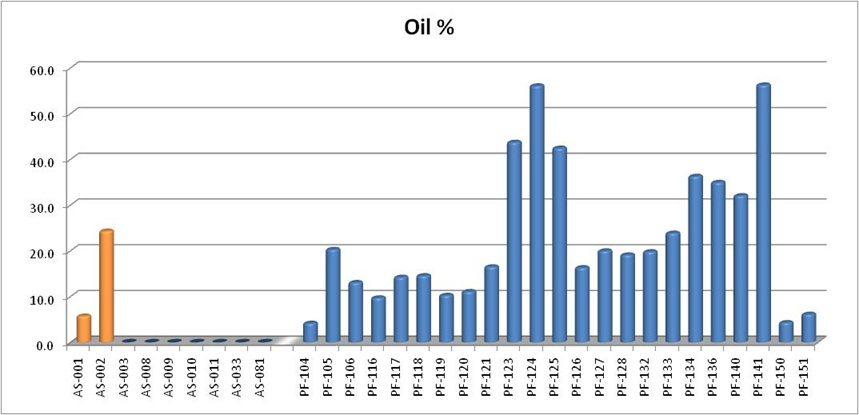 Oil %
60.0
50.0
40.0
30.0
20.0
10.0
0.0
AS-001
AS-002
AS-003
AS-008
AS-009
AS-010
AS-011
AS-033
AS-081
PF-104
PF-105
PF-106
PF-116
PF-117
PF-118
PF-119
PF-120
PF-121
PF-123
PF-124
PF-125
PF-126
PF-127
PF-128
PF-132
PF-133
PF-134
PF-136
PF-140
PF-141
PF-150
PF-151